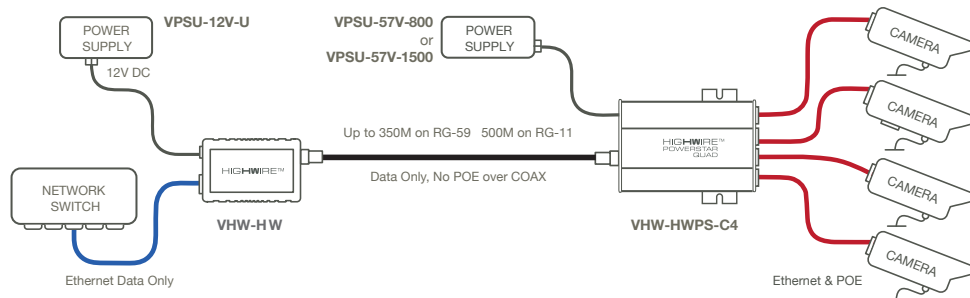 VPSU-12V-U
POWER
SUPPLY
12V DC
VPSU-57V-800
or
VPSU-57V-1500
POWER
SUPPLY
CAMERA
CAMERA
CAMERA
CAMERA
Up to 350M on RG-59 500M on RG-11
Data Only, No POE over COAX
HIGHWIRE™
HIGHWIRE™
POWERSTAR
QUAD
NETWORK
SWITCH
VHW-HW
VHW-HWPS-C4
Ethernet Data Only
Ethernet & POE